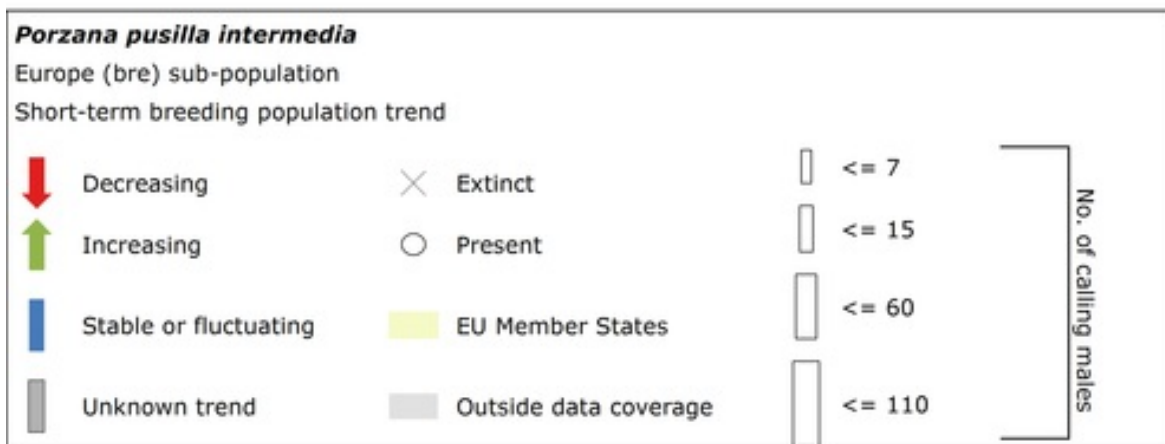 Porzana pusilla intermedia
Europe (bre) sub-population
Short-term breeding population trend
Decreasing
Increasing
Stable or fluctuating
Unknown trend
Extinct
Present
EU Member States
Outside data coverage
<= 7
<= 15
<= 60
<= 110
No. of calling males